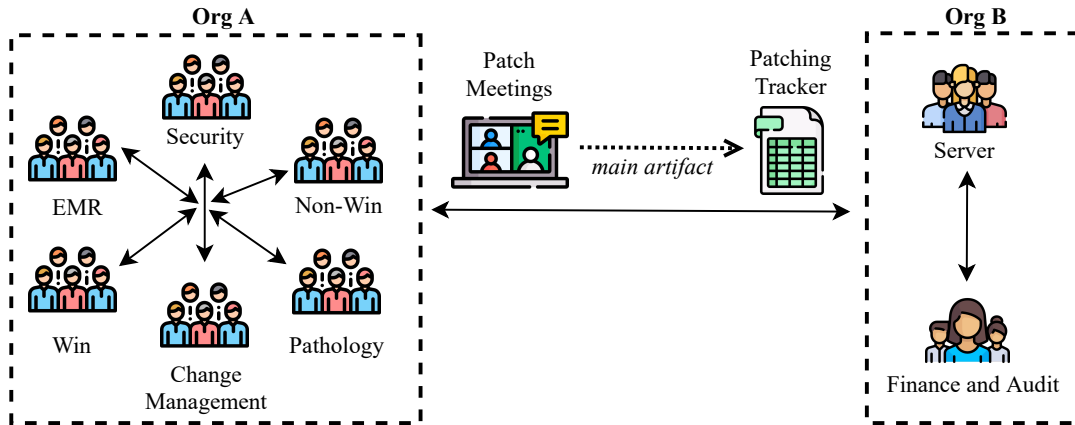 Org A
Security
EMR
Non-Win
Win
Change
Management
Pathology
Patch
Meetings
main artifact
Patching
Tracker
Org B
Server
Finance and Audit